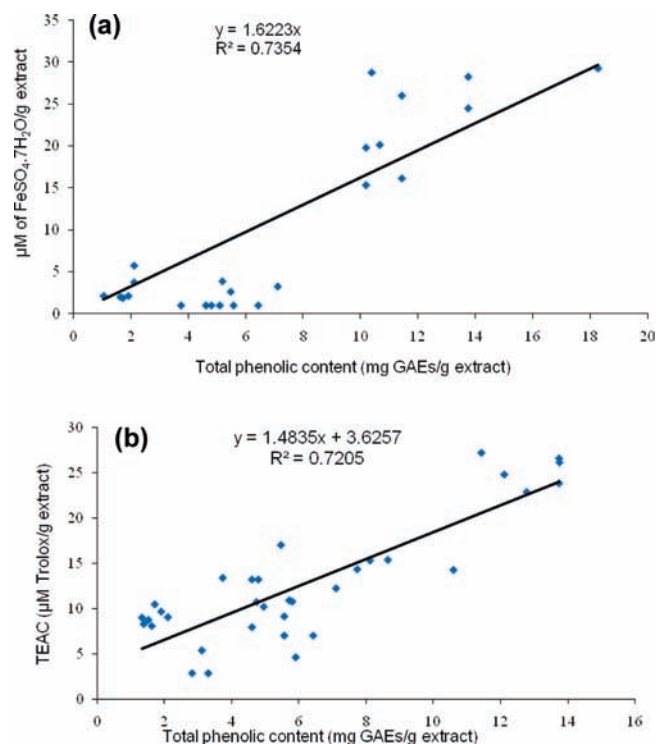 (a)
y = 1.6223x
R² = 0.7354
µM of FeSO₄.7H₂O/g extract
35
30
25
20
15
10
5
0
0 2 4 6 8 10 12 14 16 18 20
Total phenolic content (mg GAEs/g extract)
(b)
y = 1.4835x + 3.6257
R² = 0.7205
TEAC (µM Trolox/g extract)
30
25
20
15
10
5
0
0 2 4 6 8 10 12 14 16
Total phenolic content (mg GAEs/g extract)